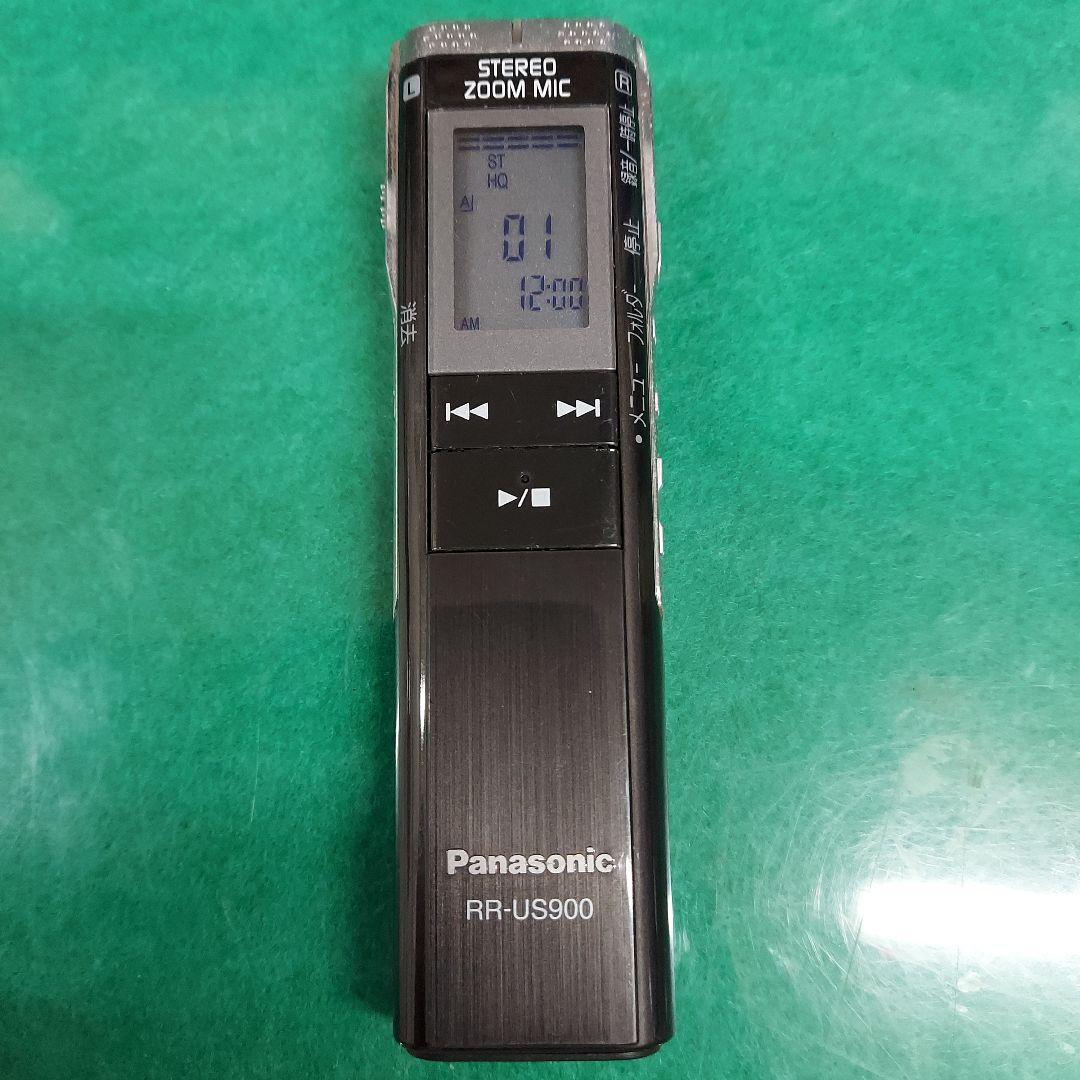 STEREO
ZOOM MIC
L
R
ST
HQ
A
01
12:00
AM
消去
録音/一時停止
停止
フォルダー
•メニュー
▶/■
Panasonic
RR-US900